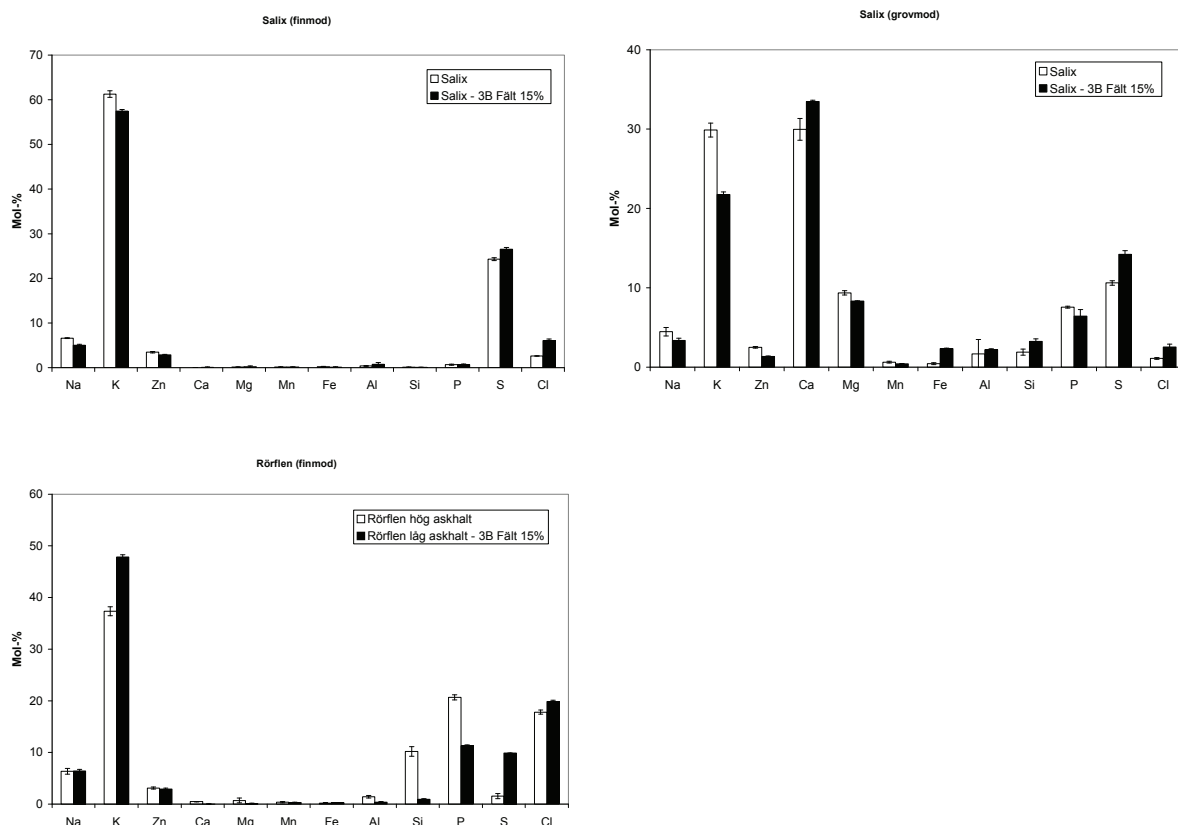 Salix (finmod)
70
60
50
40
30
20
10
0
Mol-%
Salix
Salix - 3B Fält 15%
Na K Zn Ca Mg Mn Fe Al Si P S Cl
Salix (grovmod)
40
30
20
10
0
Mol-%
Salix
Salix - 3B Fält 15%
Na K Zn Ca Mg Mn Fe Al Si P S Cl
Rörflen (finmod)
60
50
40
30
20
10
0
Mol-%
Rörflen hög askhalt
Rörflen låg askhalt - 3B Fält 15%
Na K Zn Ca Mg Mn Fe Al Si P S Cl